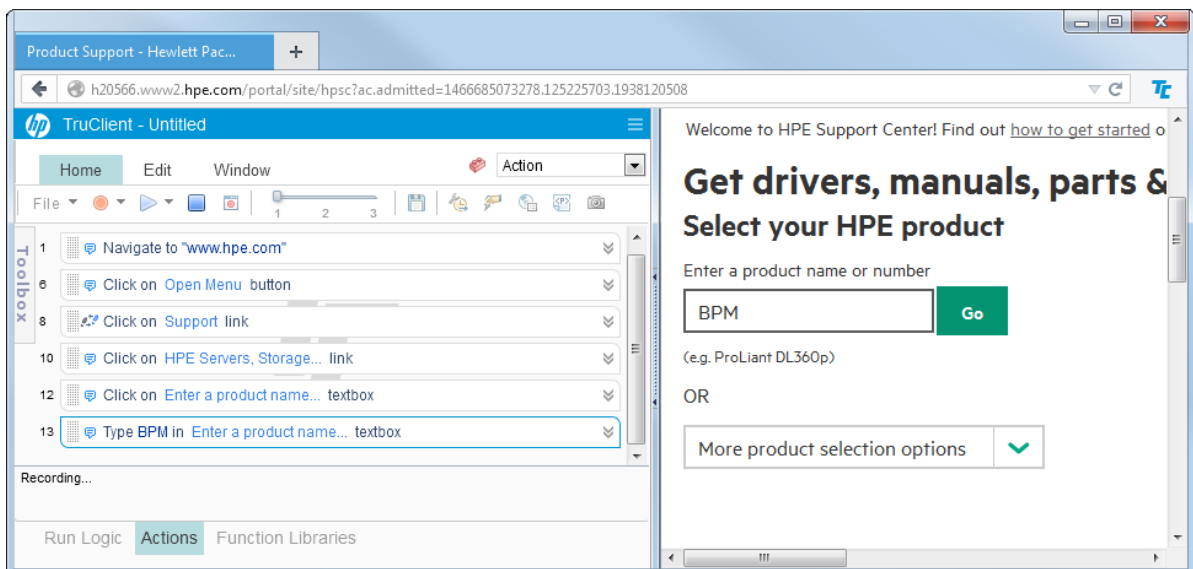 Product Support - Hewlett Pac...
+
h20566.www2.hpe.com/portal/site/hpsc?ac.admitted=1466685073278.125225703.1938120508
TC
hp TruClient - Untitled
Home Edit Window Action
File 1 2 3
Toolbox
1 Navigate to "www.hpe.com"
6 Click on Open Menu button
8 Click on Support link
10 Click on HPE Servers, Storage... link
12 Click on Enter a product name... textbox
13 Type BPM in Enter a product name... textbox
Recording...
Run Logic Actions Function Libraries
Welcome to HPE Support Center! Find out how to get started o
Get drivers, manuals, parts &
Select your HPE product
Enter a product name or number
BPM Go
(e.g. ProLiant DL360p)
OR
More product selection options